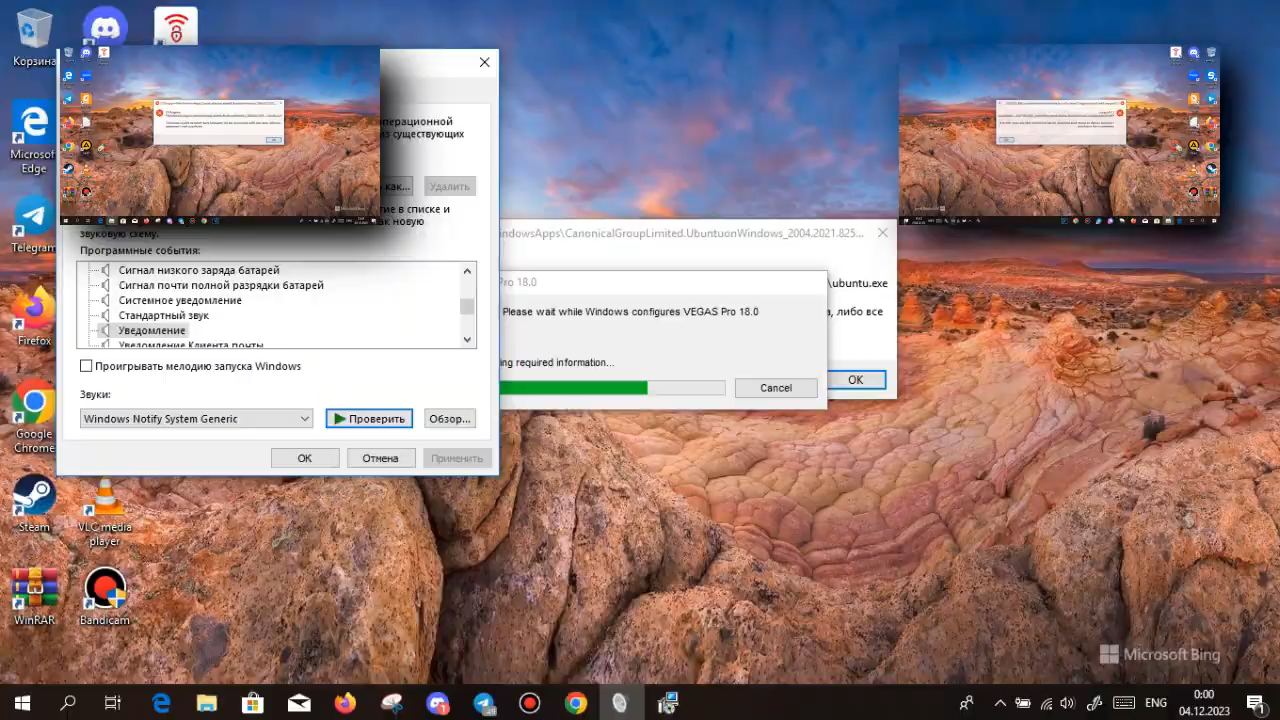 Корзина
Microsoft
Edge
Telegram
Firefox
Google
Chrome
Steam
VLC media
player
WinRAR
Bandicam
операционной
из существующих
как...
Удалить
тие в списке и
как новую
звуковую схему.
Программные события:
Сигнал низкого заряда батарей
Сигнал почти полной разрядки батарей
Системное уведомление
Стандартный звук
Уведомление
Уведомление Клиента почты
Проигрывать мелодию запуска Windows
Звуки:
Windows Notify System Generic
Проверить
Обзор...
OK
Отмена
Применить
ndowsApps\CanonicalGroupLimited.UbuntuonWindows_2004.2021.825...
\ubuntu.exe
а, либо все
OK
Pro 18.0
Please wait while Windows configures VEGAS Pro 18.0
ing required information...
Cancel
Microsoft Bing
ENG
0:00
04.12.2023